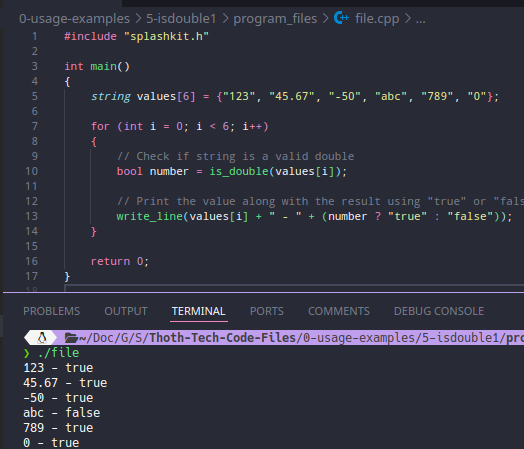 0-usage-examples > 5-isdouble1 > program_files > file.cpp > ...
1 #include "splashkit.h"
2
3 int main()
4 {
5 string values[6] = {"123", "45.67", "-50", "abc", "789", "0"};
6
7 for (int i = 0; i < 6; i++)
8 {
9 // Check if string is a valid double
10 bool number = is_double(values[i]);
11
12 // Print the value along with the result using "true" or "fals
13 write_line(values[i] + " - " + (number ? "true" : "false"));
14 }
15
16 return 0;
17 }
18
PROBLEMS OUTPUT TERMINAL PORTS COMMENTS DEBUG CONSOLE
~/Doc/G/S/Thoth-Tech-Code-Files/0-usage-examples/5-isdouble1/pro
❯ ./file
123 - true
45.67 - true
-50 - true
abc - false
789 - true
0 - true